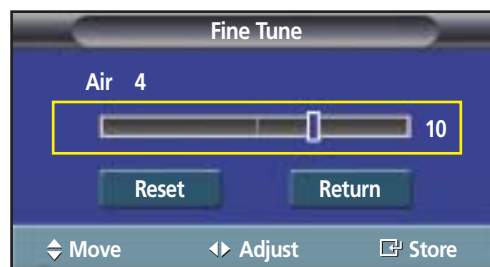 Fine Tune
Air 4
10
Reset Return
Move Adjust Store